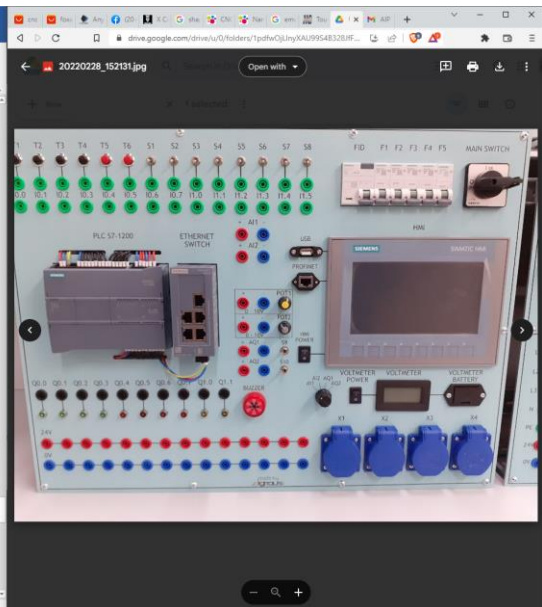 drive.google.com/drive/u/0/folders/
20220228_152131.jpg
Open with
1 selected
T2 T3 T4 T5 T6 S1 S2 S3 S4 S5 S6 S7 S8
FID F1 F2 F3 F4 F5
MAIN SWITCH
I0.1 I0.2 I0.3 I0.4 I0.5 I0.6 I0.7 I1.0 I1.1 I1.2 I1.3 I1.4 I1.5
PLC S7-1200
ETHERNET
SWITCH
AI1
AI2
HMI
PROFINET
SIEMENS
SIMATIC HMI
POT1
POT2
AQ1
AQ2
HMI
POWER
VOLTMETER
POWER
VOLTMETER
VOLTMETER
BATTERY
Q0.0 Q0.1 Q0.2 Q0.3 Q0.4 Q0.5 Q0.6 Q0.7 Q1.0 Q1.1
BUZZER
X1 X2 X3 X4
24V
0V